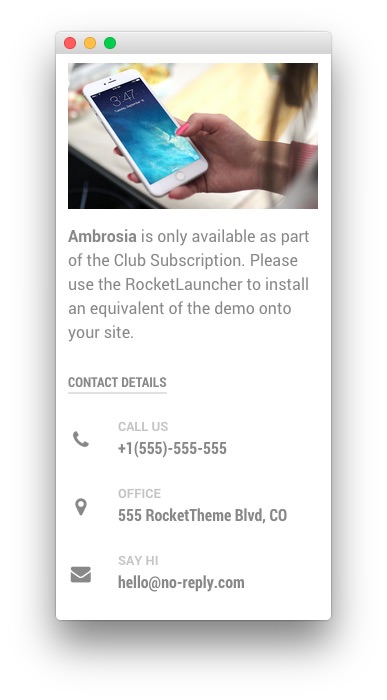 3:47
Ambrosia is only available as part
of the Club Subscription. Please
use the RocketLauncher to install
an equivalent of the demo onto
your site.
CONTACT DETAILS
CALL US
+1(555)-555-555
OFFICE
555 RocketTheme Blvd, CO
SAY HI
hello@no-reply.com